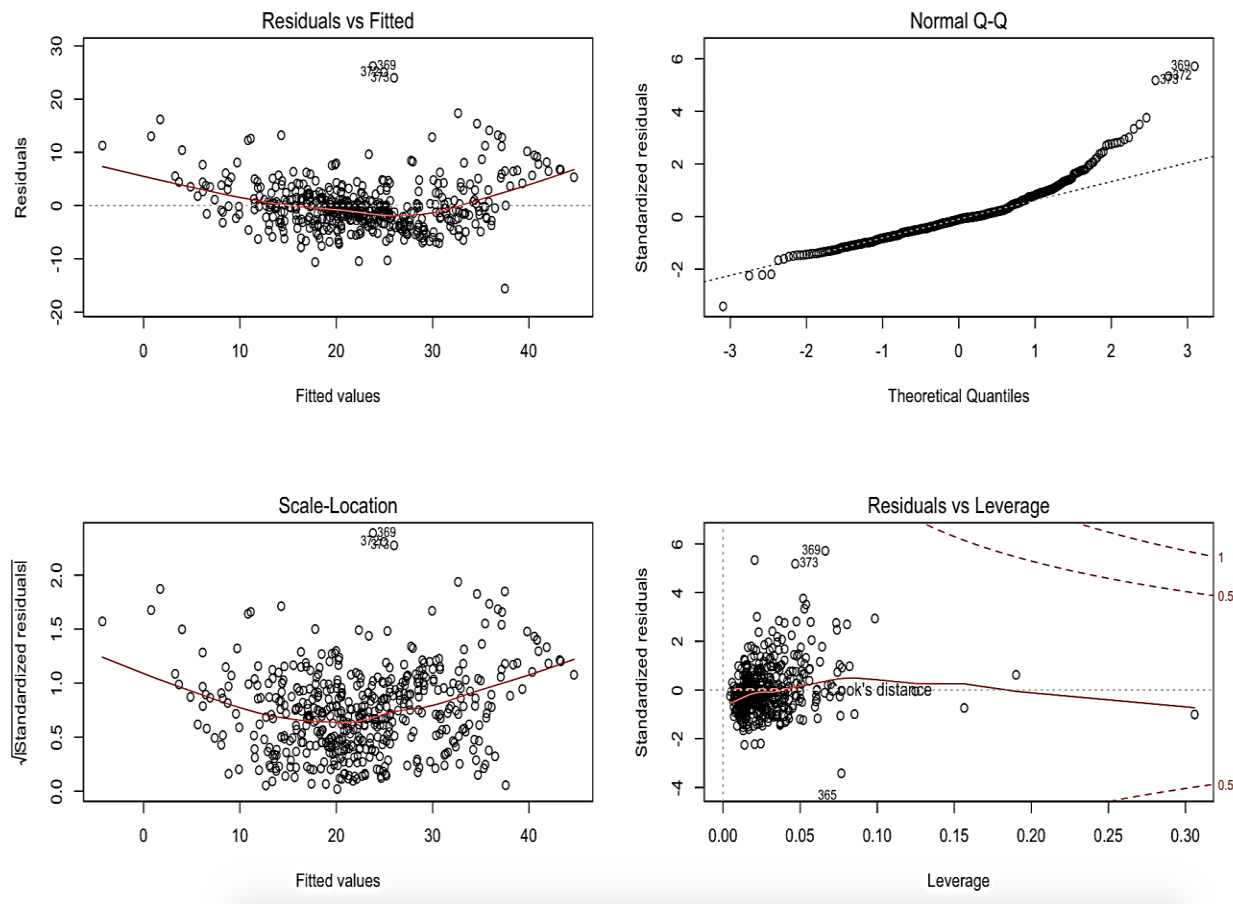 Residuals vs Fitted
Residuals
30
20
10
0
-10
-20
369
372
373
0 10 20 30 40
Fitted values
Normal Q-Q
Standardized residuals
6
4
2
0
-2
369
372
373
-3 -2 -1 0 1 2 3
Theoretical Quantiles
Scale-Location
√|Standardized residuals|
2.0
1.5
1.0
0.5
0.0
369
372
373
0 10 20 30 40
Fitted values
Residuals vs Leverage
Standardized residuals
6
4
2
0
-2
-4
369
373
1
0.5
Cook's distance
0.5
365
0.00 0.05 0.10 0.15 0.20 0.25 0.30
Leverage